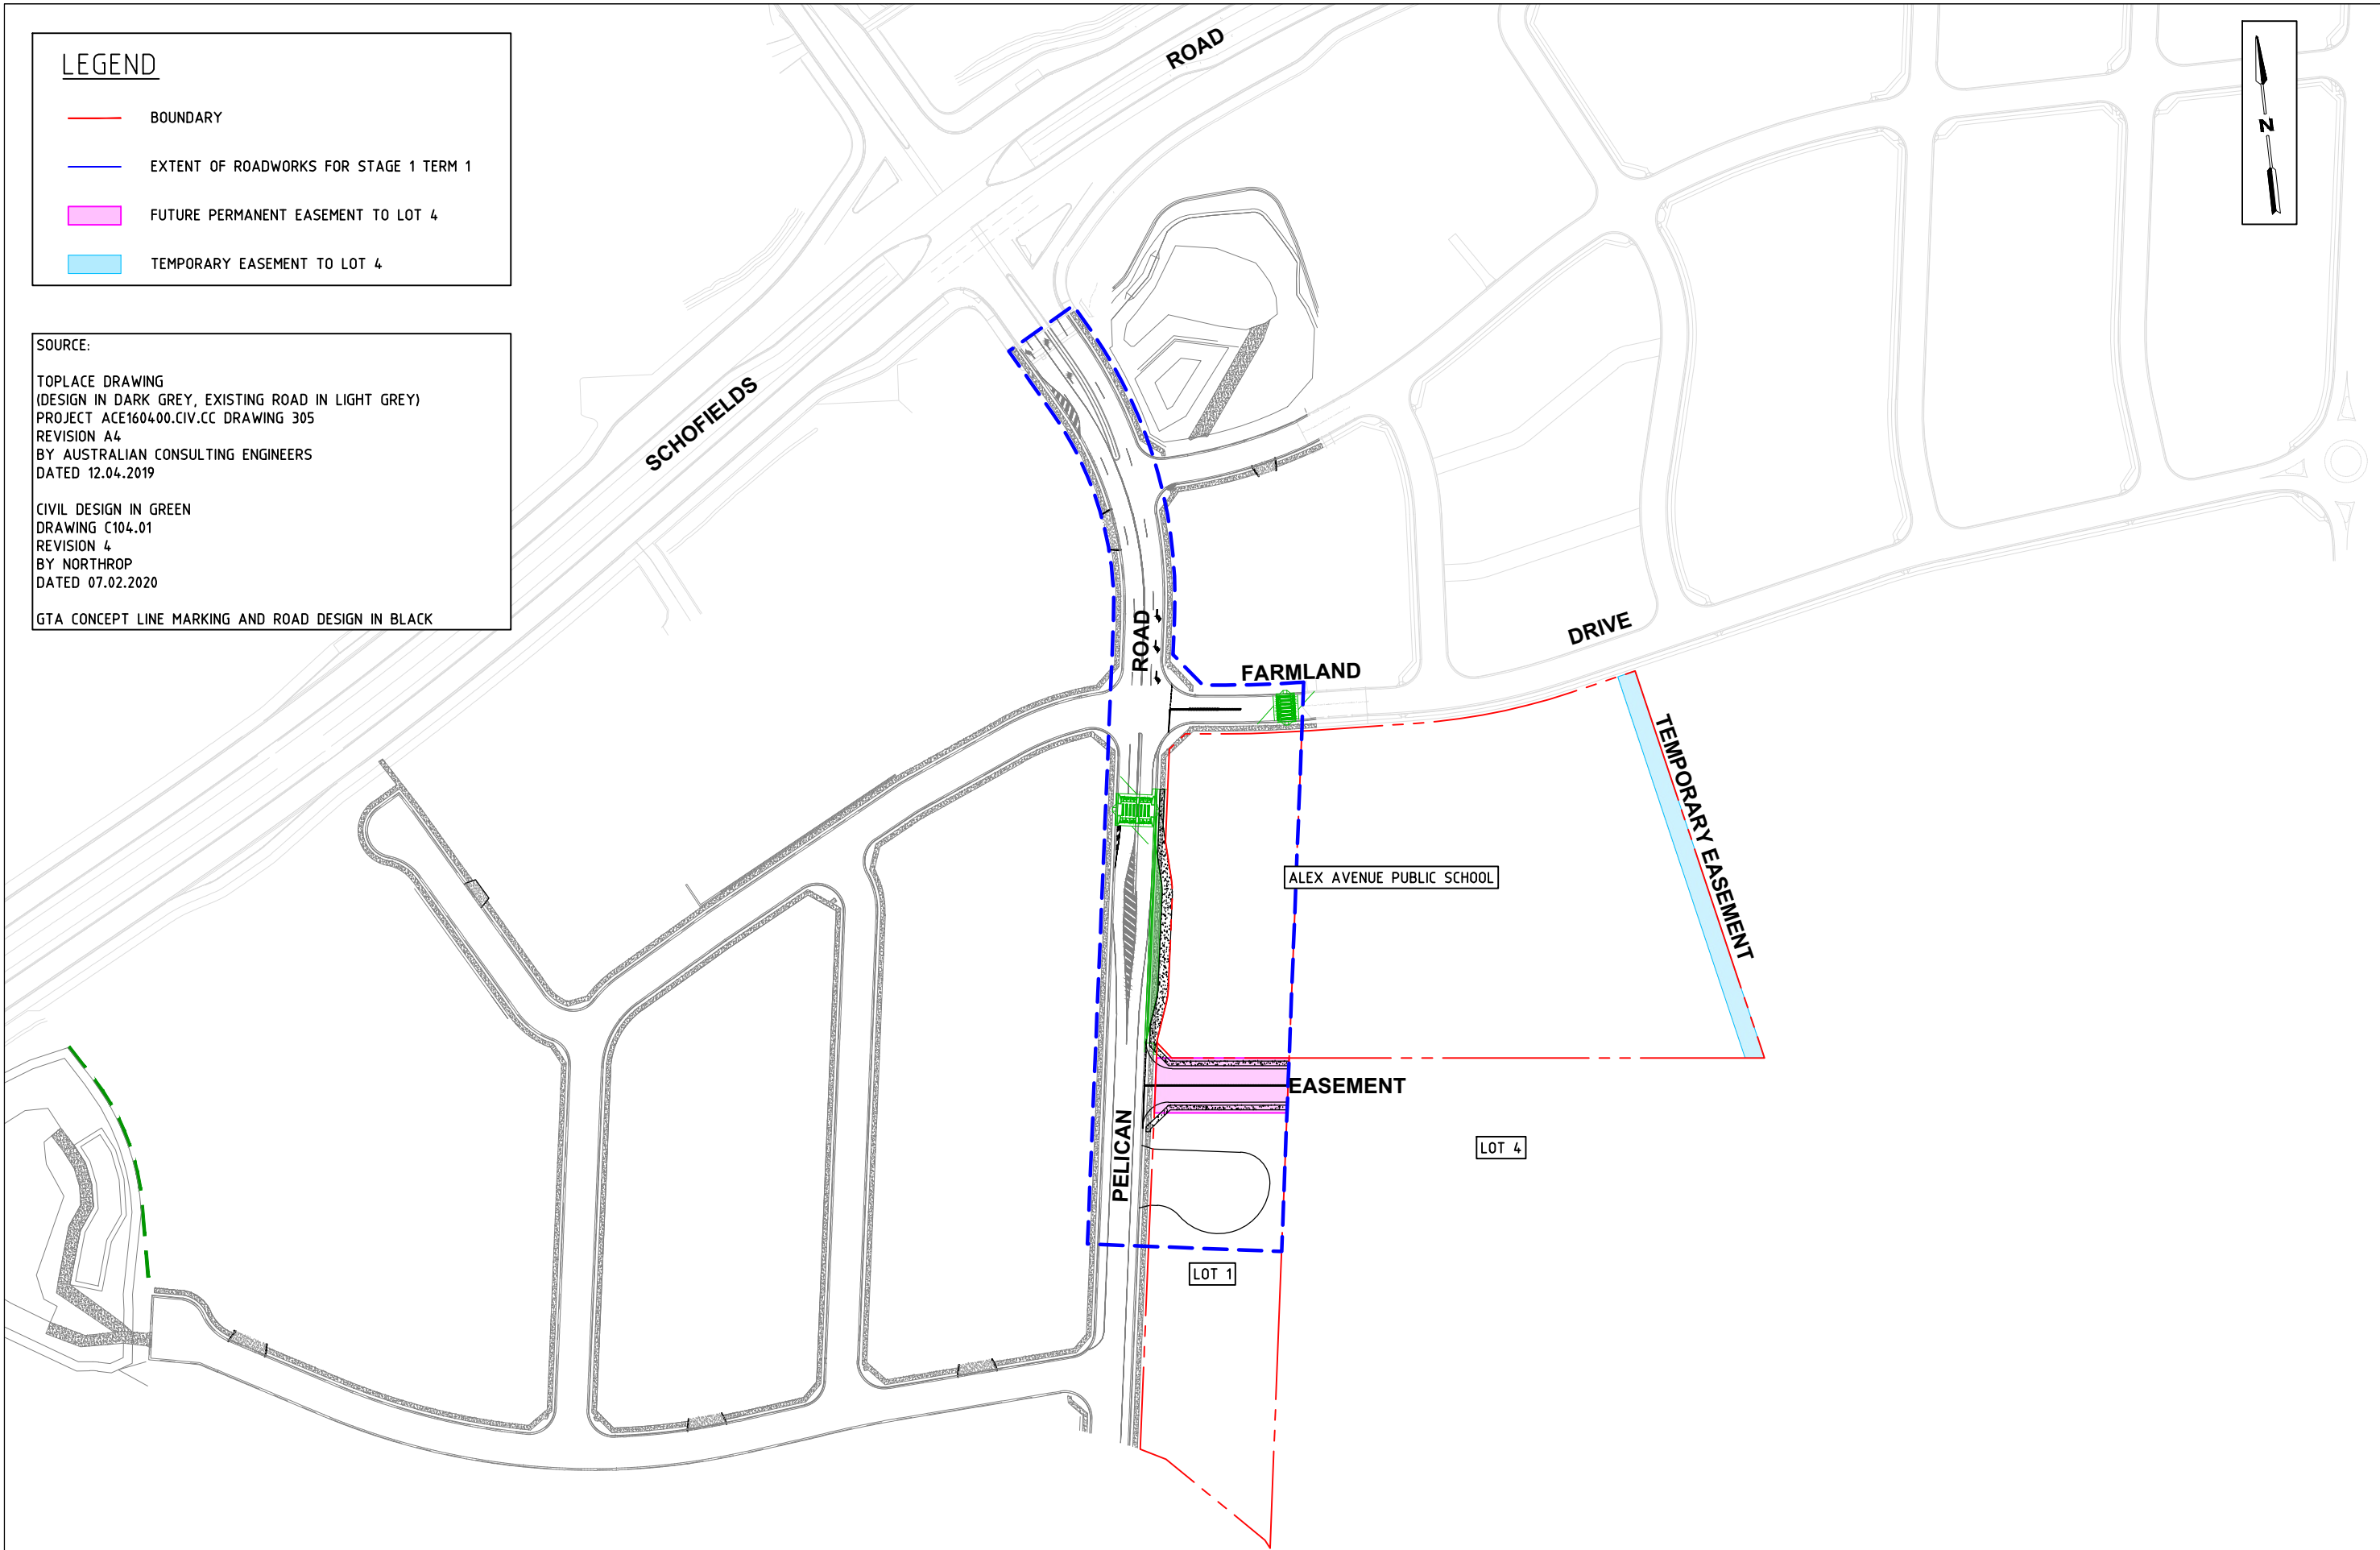 LEGEND
BOUNDARY
EXTENT OF ROADWORKS FOR STAGE 1 TERM 1
FUTURE PERMANENT EASEMENT TO LOT 4
TEMPORARY EASEMENT TO LOT 4
SOURCE:
TOPLACE DRAWING
(DESIGN IN DARK GREY, EXISTING ROAD IN LIGHT GREY)
PROJECT ACE160400.CIV.CC DRAWING 305
REVISION A4
BY AUSTRALIAN CONSULTING ENGINEERS
DATED 12.04.2019
CIVIL DESIGN IN GREEN
DRAWING C104.01
REVISION 4
BY NORTHROP
DATED 07.02.2020
GTA CONCEPT LINE MARKING AND ROAD DESIGN IN BLACK
SCHOFIELDS
ROAD
N
ROAD
FARMLAND
DRIVE
TEMPORARY EASEMENT
ALEX AVENUE PUBLIC SCHOOL
EASEMENT
PELICAN
LOT 4
LOT 1